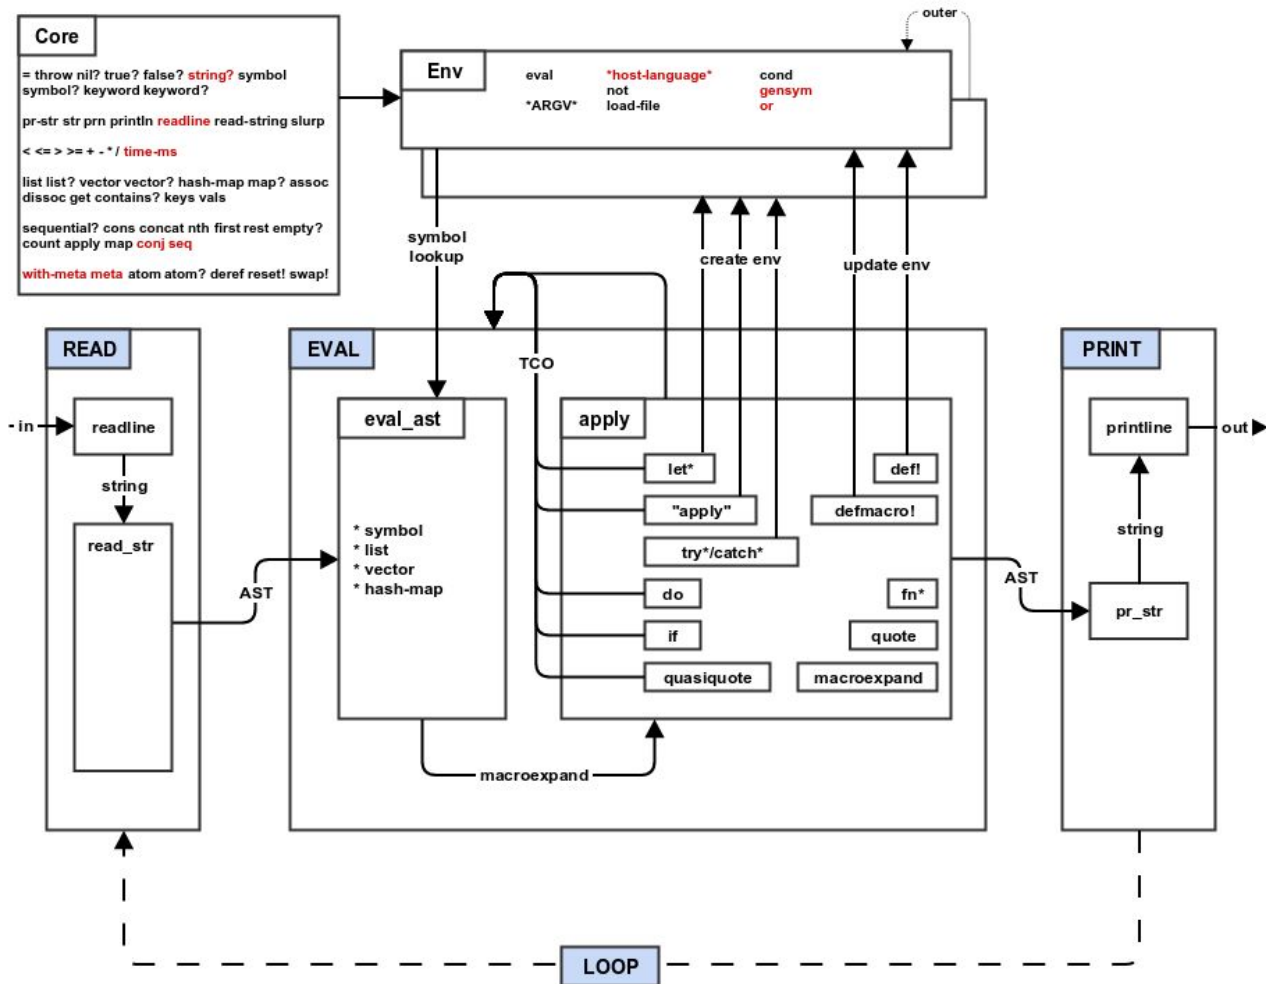 outer
Core
= throw nil? true? false? string? symbol
symbol? keyword keyword?
pr-str str prn println readline read-string slurp
< <= > >= + - * / time-ms
list list? vector vector? hash-map map? assoc
dissoc get contains? keys vals
sequential? cons concat nth first rest empty?
count apply map conj seq
with-meta meta atom atom? deref reset! swap!
Env
eval *host-language* cond
not gensym
*ARGV* load-file or
symbol
lookup
create env
update env
READ
in
readline
string
read_str
AST
EVAL
TCO
eval_ast
* symbol
* list
* vector
* hash-map
macroexpand
apply
let*
def!
"apply"
defmacro!
try*/catch*
do
fn*
if
quote
quasiquote
macroexpand
AST
PRINT
printline
out
string
pr_str
LOOP